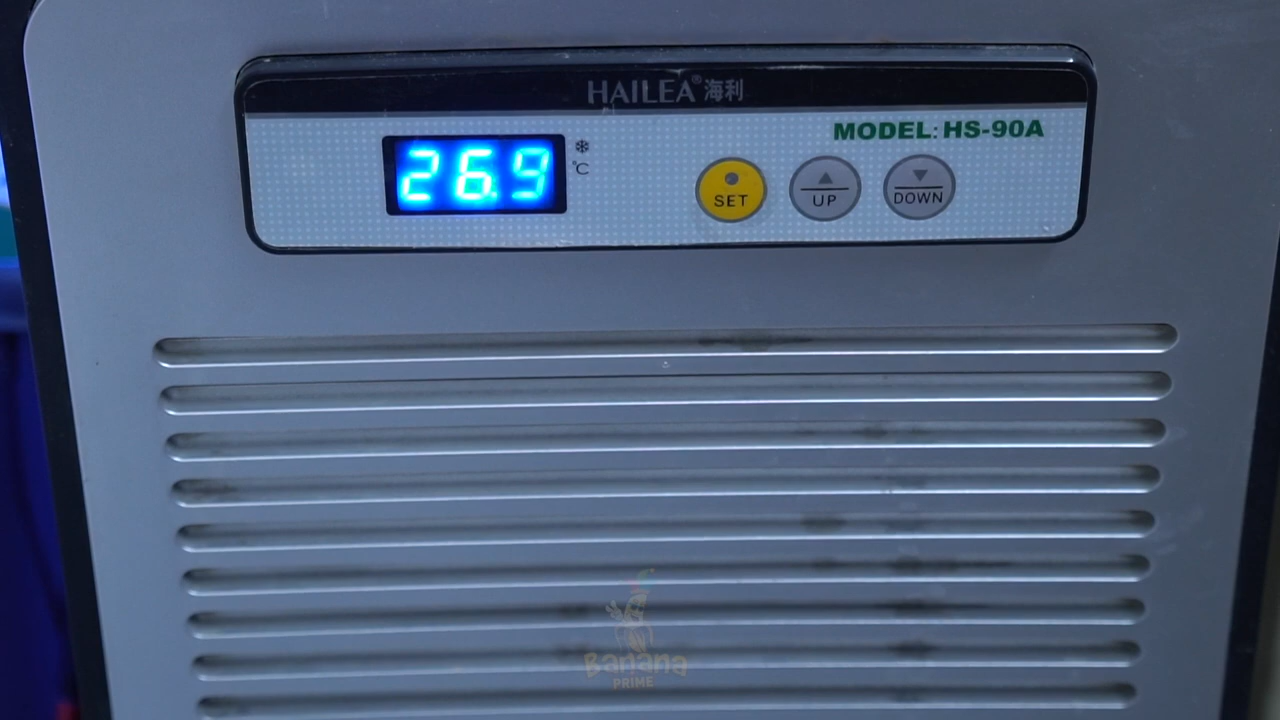 HAILEA® 海利
MODEL: HS-90A
26.9
°C
SET
UP
DOWN
Banana
PRIME